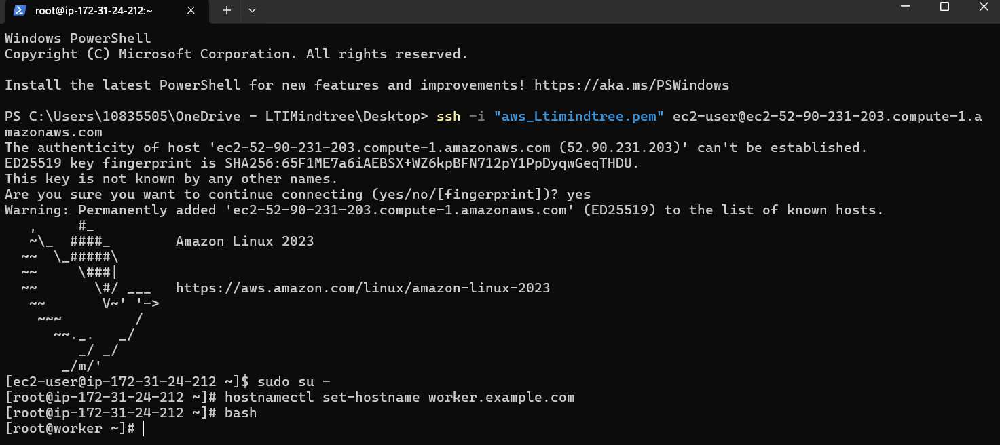 root@ip-172-31-24-212:~
Windows PowerShell
Copyright (C) Microsoft Corporation. All rights reserved.
Install the latest PowerShell for new features and improvements! https://aka.ms/PSWindows
PS C:\Users\10835505\OneDrive - LTIMindtree\Desktop> ssh -i "aws_Ltimindtree.pem" ec2-user@ec2-52-90-231-203.compute-1.a
mazonaws.com
The authenticity of host 'ec2-52-90-231-203.compute-1.amazonaws.com (52.90.231.203)' can't be established.
ED25519 key fingerprint is SHA256:65F1ME7a6iAEBSX+WZ6kpBFN712pY1PpDyqwGeqTHDU.
This key is not known by any other names.
Are you sure you want to continue connecting (yes/no/[fingerprint])? yes
Warning: Permanently added 'ec2-52-90-231-203.compute-1.amazonaws.com' (ED25519) to the list of known hosts.
   ,     #_
   ~\_  ####_        Amazon Linux 2023
  ~~  \_#####\
  ~~     \###|
  ~~       \#/ ___   https://aws.amazon.com/linux/amazon-linux-2023
   ~~       V~' '->
    ~~~         /
      ~~._.   _/
         _/ _/
       _/m/'
[ec2-user@ip-172-31-24-212 ~]$ sudo su -
[root@ip-172-31-24-212 ~]# hostnamectl set-hostname worker.example.com
[root@ip-172-31-24-212 ~]# bash
[root@worker ~]#